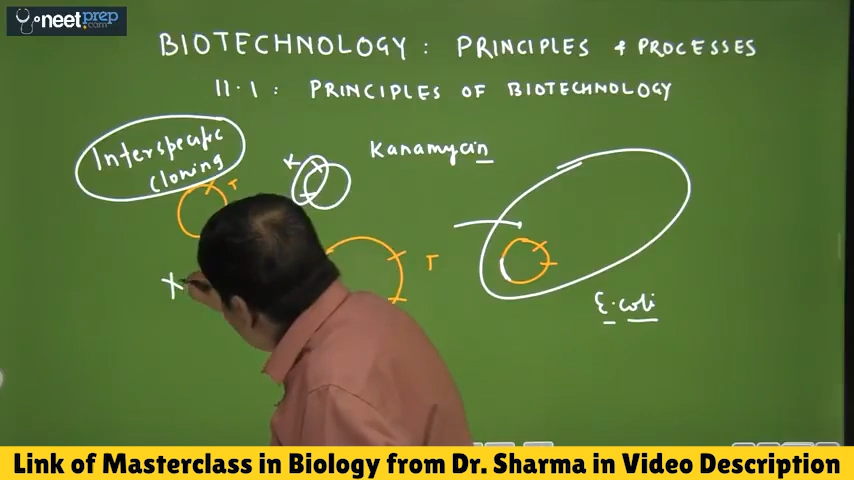 neetprep
.com
BIOTECHNOLOGY: PRINCIPLES & PROCESSES
11.1: PRINCIPLES OF BIOTECHNOLOGY
Interspecific
cloning
Kanamycin
K
T
T
X
E.coli
Link of Masterclass in Biology from Dr. Sharma in Video Description